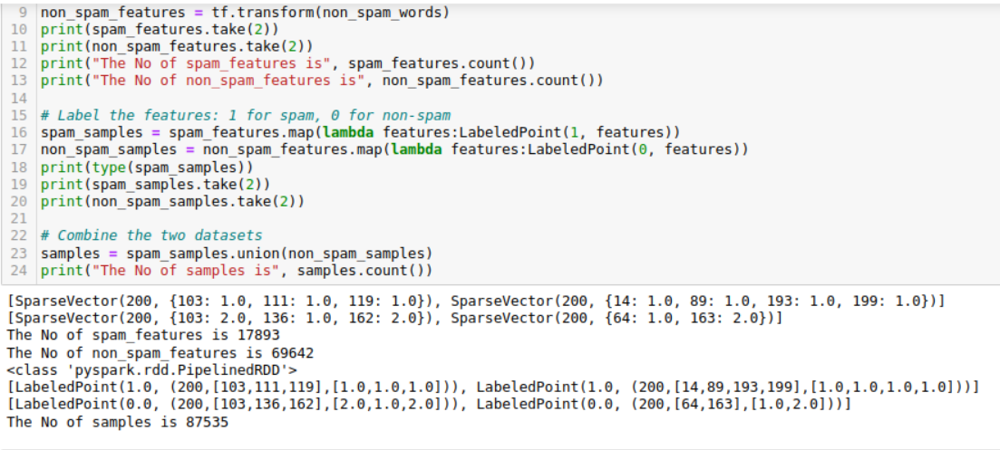 9 non_spam_features = tf.transform(non_spam_words)
10 print(spam_features.take(2))
11 print(non_spam_features.take(2))
12 print("The No of spam_features is", spam_features.count())
13 print("The No of non_spam_features is", non_spam_features.count())
14
15 # Label the features: 1 for spam, 0 for non-spam
16 spam_samples = spam_features.map(lambda features:LabeledPoint(1, features))
17 non_spam_samples = non_spam_features.map(lambda features:LabeledPoint(0, features))
18 print(type(spam_samples))
19 print(spam_samples.take(2))
20 print(non_spam_samples.take(2))
21
22 # Combine the two datasets
23 samples = spam_samples.union(non_spam_samples)
24 print("The No of samples is", samples.count())
[SparseVector(200, {103: 1.0, 111: 1.0, 119: 1.0}), SparseVector(200, {14: 1.0, 89: 1.0, 193: 1.0, 199: 1.0})]
[SparseVector(200, {103: 2.0, 136: 1.0, 162: 2.0}), SparseVector(200, {64: 1.0, 163: 2.0})]
The No of spam_features is 17893
The No of non_spam_features is 69642
<class 'pyspark.rdd.PipelinedRDD'>
[LabeledPoint(1.0, (200,[103,111,119],[1.0,1.0,1.0])), LabeledPoint(1.0, (200,[14,89,193,199],[1.0,1.0,1.0,1.0]))]
[LabeledPoint(0.0, (200,[103,136,162],[2.0,1.0,2.0])), LabeledPoint(0.0, (200,[64,163],[1.0,2.0]))]
The No of samples is 87535